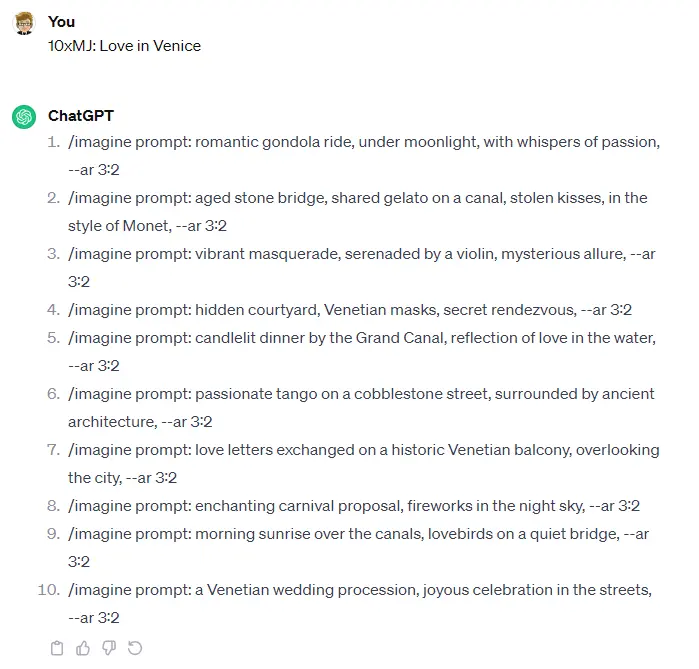 You
10xMJ: Love in Venice
ChatGPT
1. /imagine prompt: romantic gondola ride, under moonlight, with whispers of passion,
--ar 3:2
2. /imagine prompt: aged stone bridge, shared gelato on a canal, stolen kisses, in the
style of Monet, --ar 3:2
3. /imagine prompt: vibrant masquerade, serenaded by a violin, mysterious allure, --ar
3:2
4. /imagine prompt: hidden courtyard, Venetian masks, secret rendezvous, --ar 3:2
5. /imagine prompt: candlelit dinner by the Grand Canal, reflection of love in the water,
--ar 3:2
6. /imagine prompt: passionate tango on a cobblestone street, surrounded by ancient
architecture, --ar 3:2
7. /imagine prompt: love letters exchanged on a historic Venetian balcony, overlooking
the city, --ar 3:2
8. /imagine prompt: enchanting carnival proposal, fireworks in the night sky, --ar 3:2
9. /imagine prompt: morning sunrise over the canals, lovebirds on a quiet bridge, --ar
3:2
10. /imagine prompt: a Venetian wedding procession, joyous celebration in the streets,
--ar 3:2